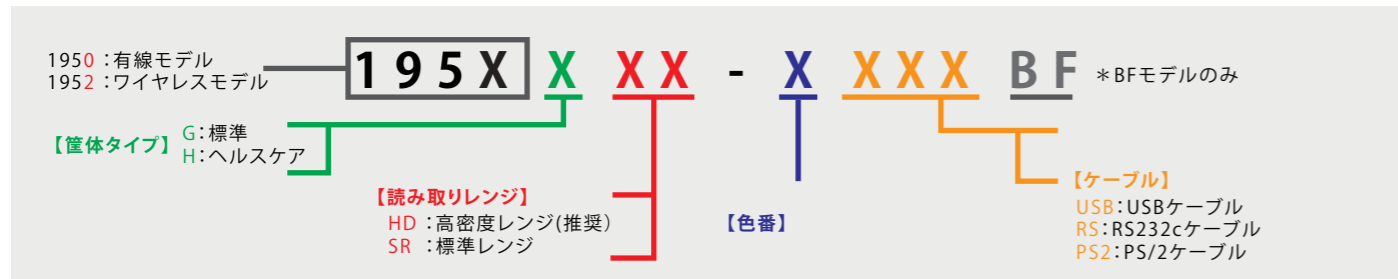 1950：有線モデル
1952：ワイヤレスモデル
195X X XX - X XXX BF ＊BFモデルのみ
【筐体タイプ】
G：標準
H：ヘルスケア
【読み取りレンジ】
HD：高密度レンジ(推奨)
SR：標準レンジ
【色番】
【ケーブル】
USB：USBケーブル
RS：RS232cケーブル
PS2：PS/2ケーブル